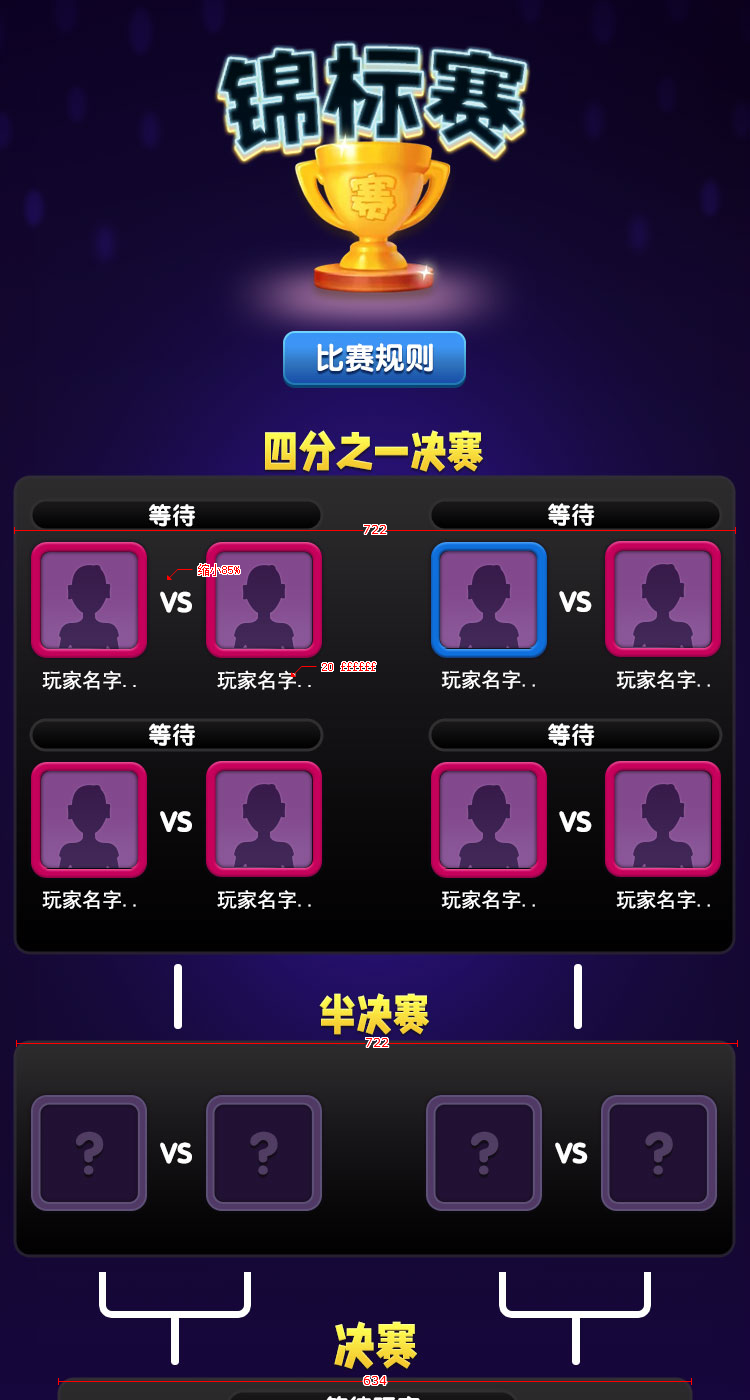 锦标赛
赛
比赛规则
四分之一决赛
等待 等待
722
缩小85%
VS VS
20 ££££££
玩家名字.. 玩家名字.. 玩家名字.. 玩家名字..
等待 等待
VS VS
玩家名字.. 玩家名字.. 玩家名字.. 玩家名字..
半决赛
722
? VS ? ? VS ?
决赛
634